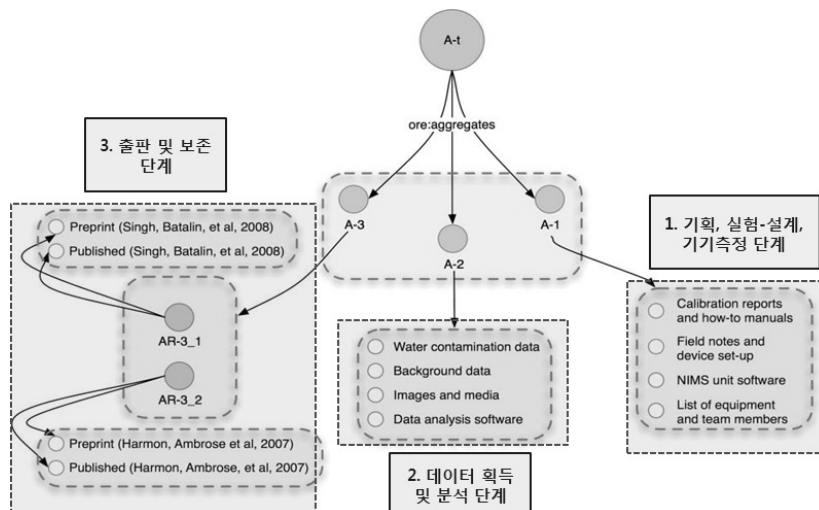 A-t
ore:aggregates
3. 출판 및 보존
단계
A-3
A-2
A-1
1. 기획, 실험-설계,
기기측정 단계
Preprint (Singh, Batalin, et al, 2008)
Published (Singh, Batalin, et al, 2008)
AR-3_1
AR-3_2
Preprint (Harmon, Ambrose et al, 2007)
Published (Harmon, Ambrose, et al, 2007)
Water contamination data
Background data
Images and media
Data analysis software
2. 데이터 획득
및 분석 단계
Calibration reports
and how-to manuals
Field notes and
device set-up
NIMS unit software
List of equipment
and team members